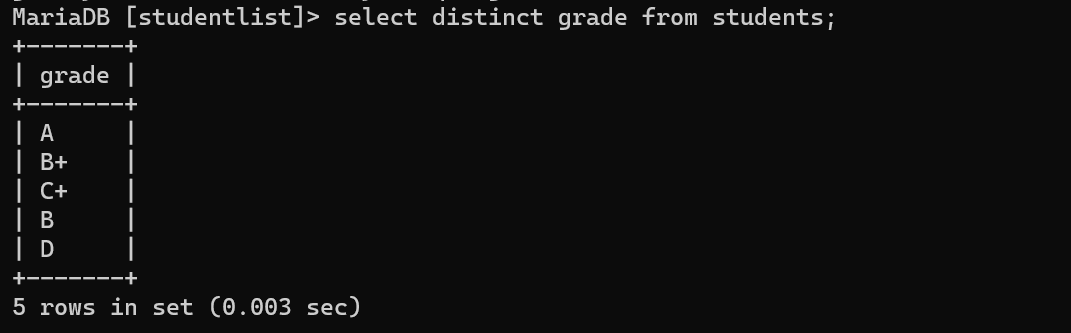 MariaDB [studentlist]> select distinct grade from students;
+-------+
| grade |
+-------+
| A     |
| B+    |
| C+    |
| B     |
| D     |
+-------+
5 rows in set (0.003 sec)